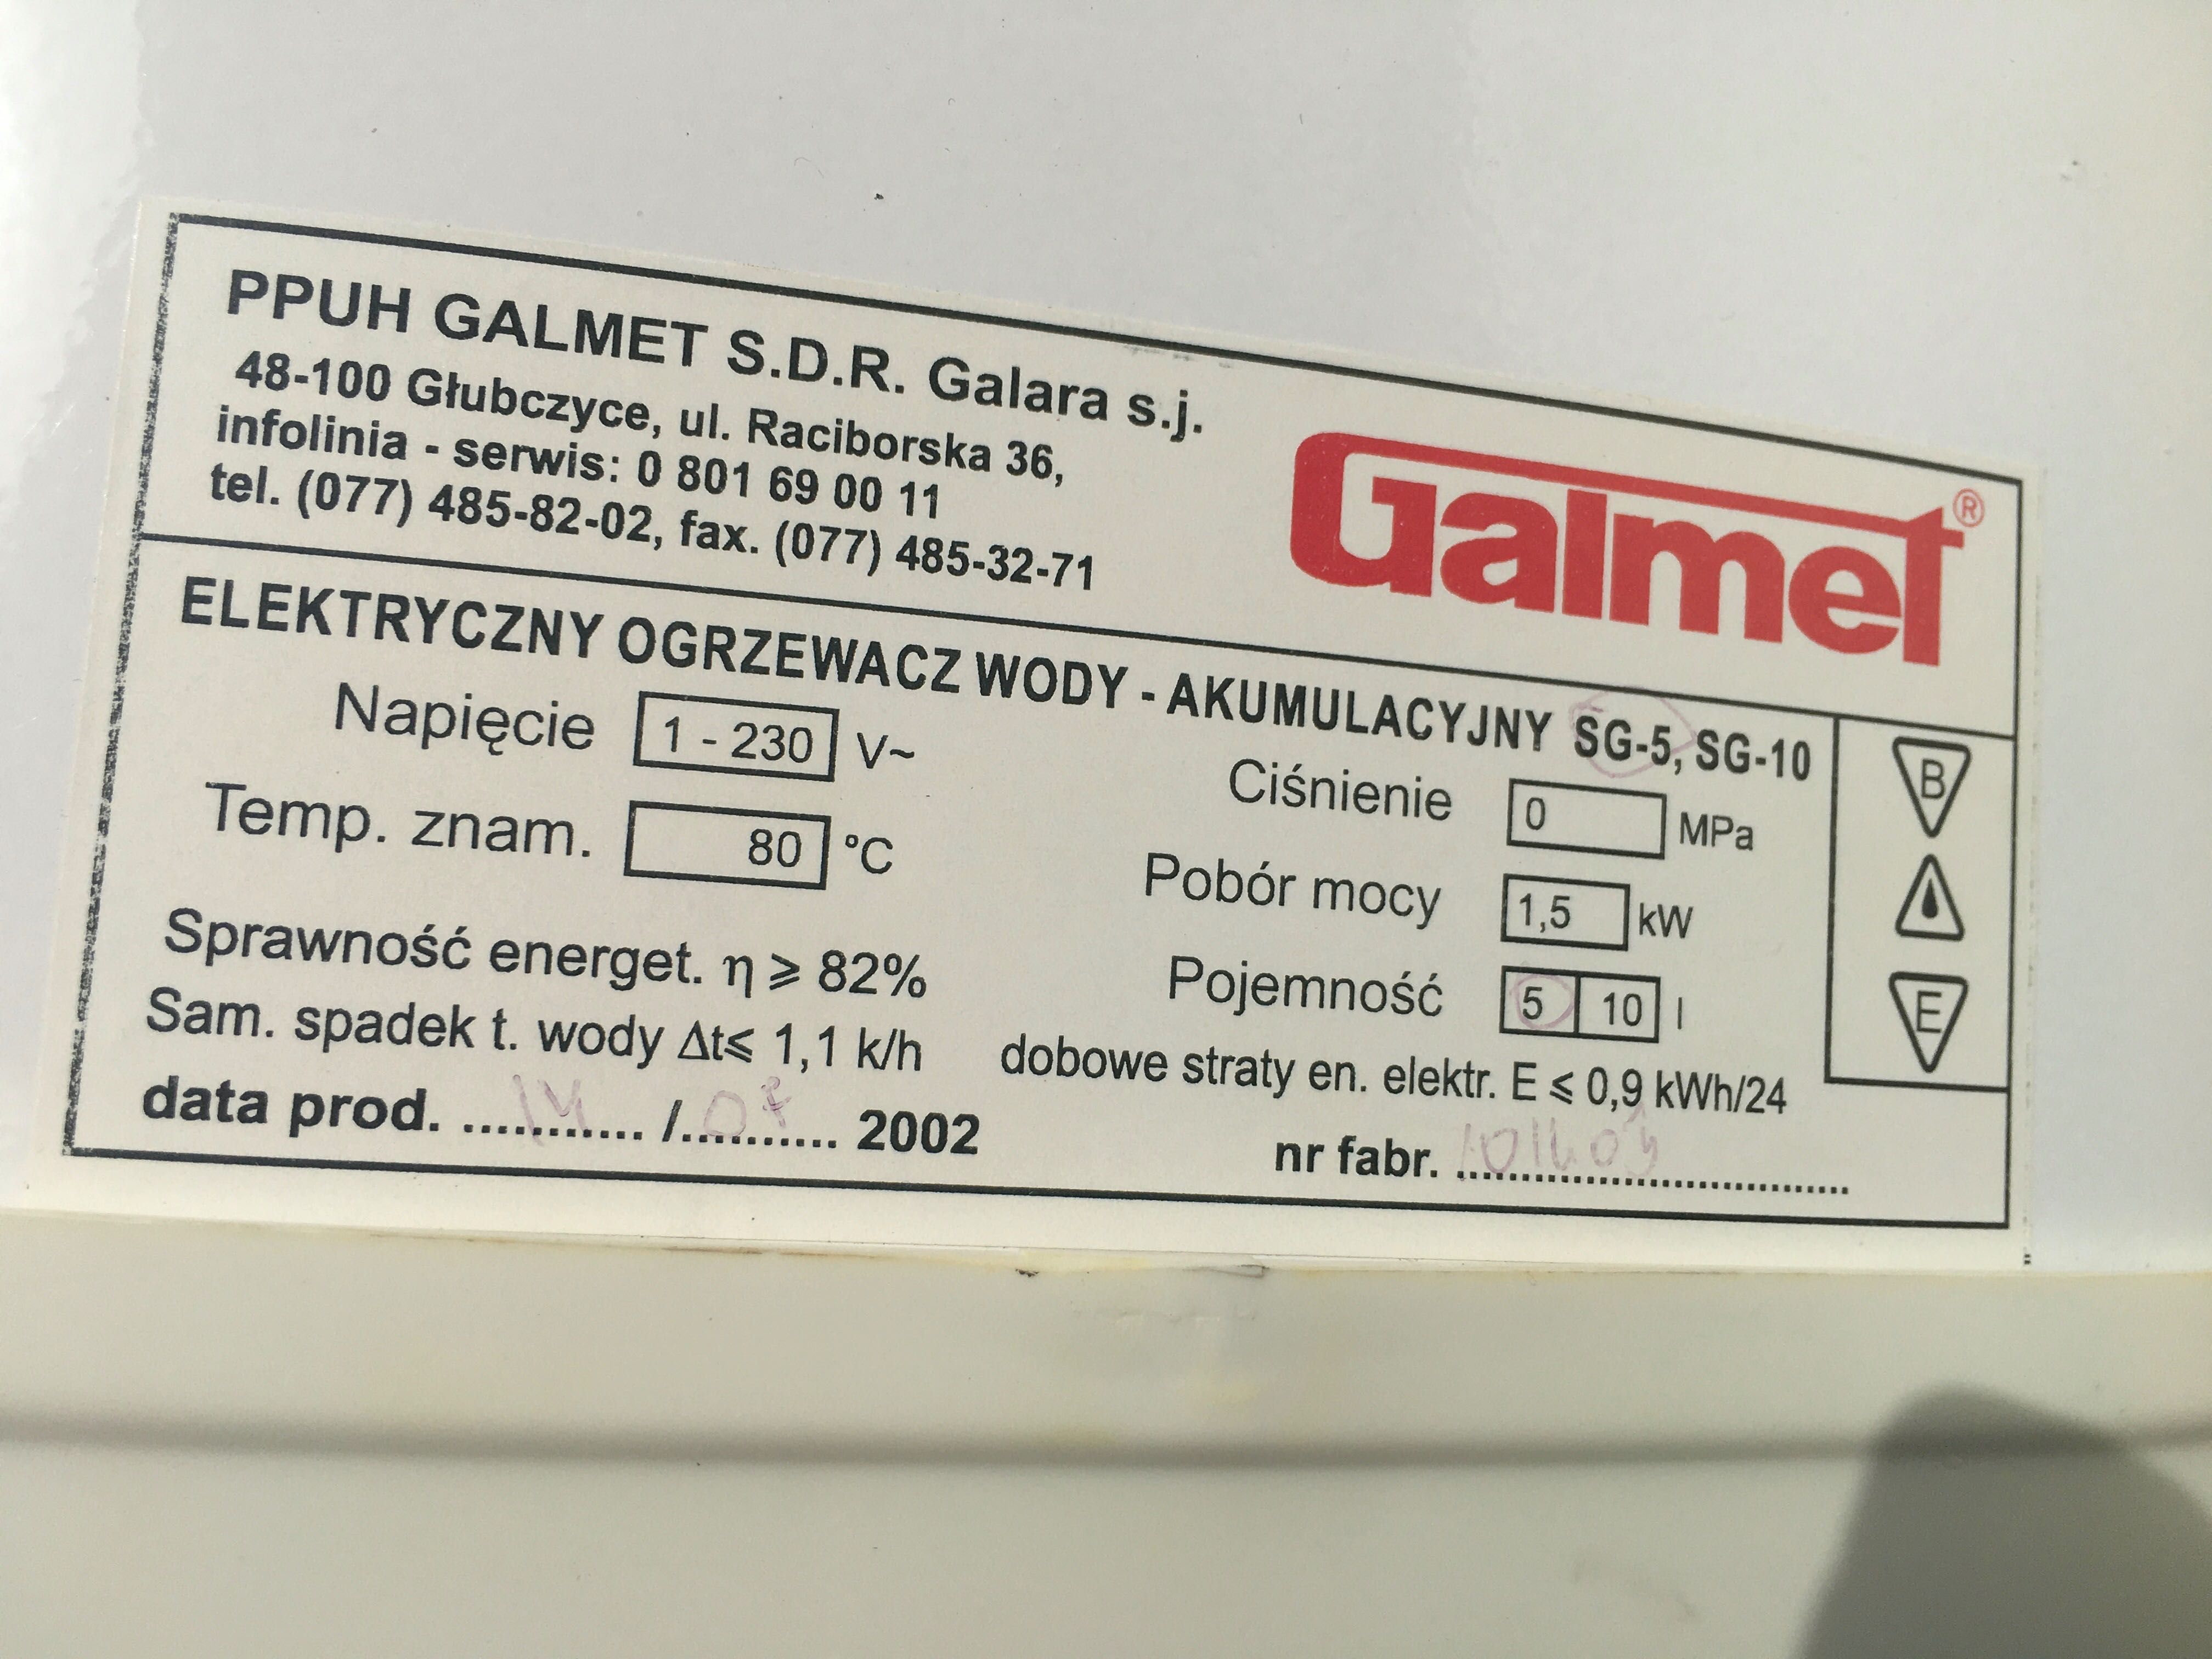 PPUH GALMET S.D.R. Galara s.j.
48-100 Głubczyce, ul. Raciborska 36,
infolinia - serwis: 0 801 69 00 11
tel. (077) 485-82-02, fax. (077) 485-32-71
Galmet®
ELEKTRYCZNY OGRZEWACZ WODY - AKUMULACYJNY SG-5, SG-10
Napięcie 1 - 230 V~
Temp. znam. 80 °C
Sprawność energet. η ⩾ 82%
Sam. spadek t. wody Δt⩽ 1,1 k/h
data prod. ............ /........... 2002
Ciśnienie 0 MPa
Pobór mocy 1,5 kW
Pojemność 5 10 l
dobowe straty en. elektr. E ⩽ 0,9 kWh/24
nr fabr. ..................................
B
E